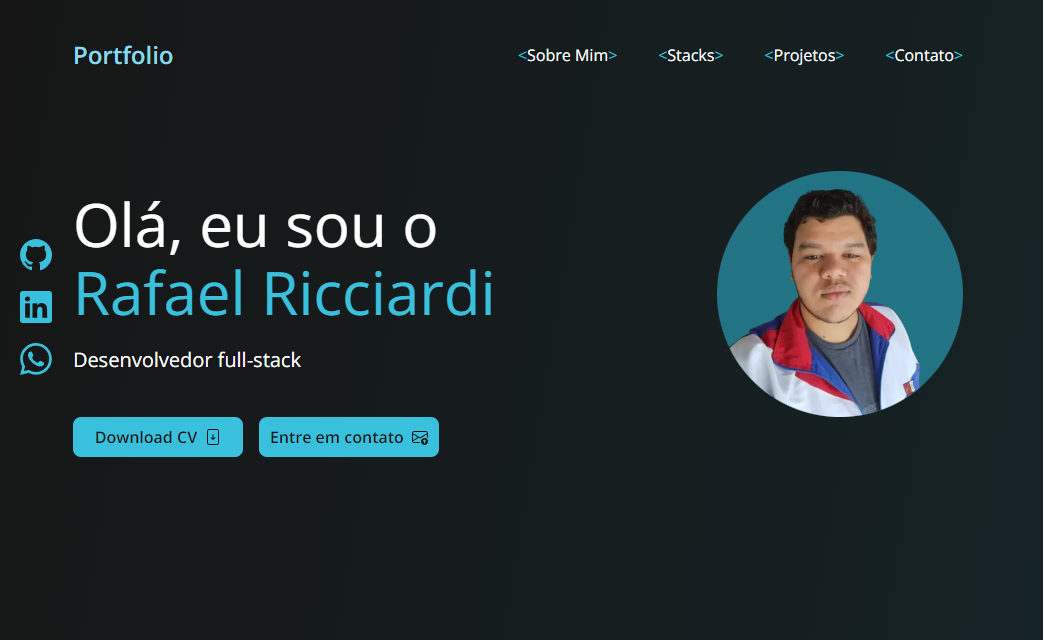 Portfolio
<Sobre Mim> <Stacks> <Projetos> <Contato>
Olá, eu sou o
Rafael Ricciardi
Desenvolvedor full-stack
Download CV
Entre em contato